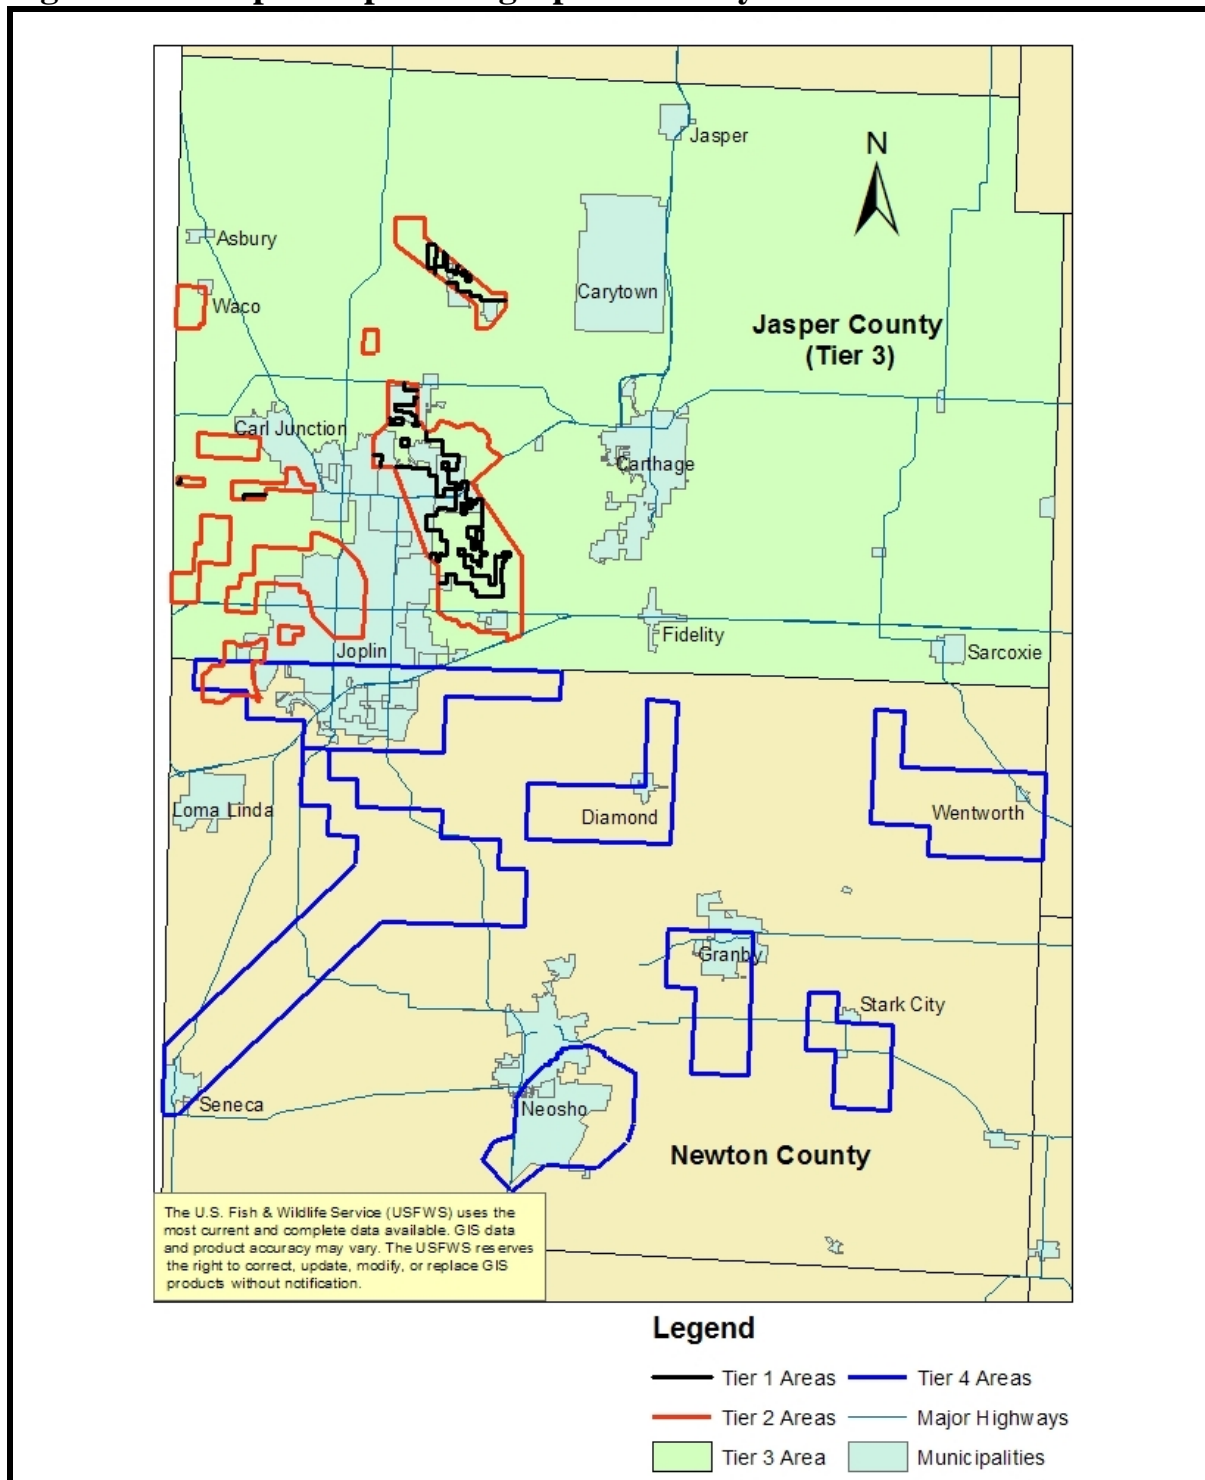 N
Jasper
Asbury
Waco
Carytown
Jasper County
(Tier 3)
Carl Junction
Carthage
Fidelity
Joplin
Sarcoxie
Loma Linda
Diamond
Wentworth
Granby
Stark City
Seneca
Neosho
Newton County
The U.S. Fish & Wildlife Service (USFWS) uses the
most current and complete data available. GIS data
and product accuracy may vary. The USFWS reserves
the right to correct, update, modify, or replace GIS
products without notification.
Legend
Tier 1 Areas
Tier 4 Areas
Tier 2 Areas
Major Highways
Tier 3 Area
Municipalities